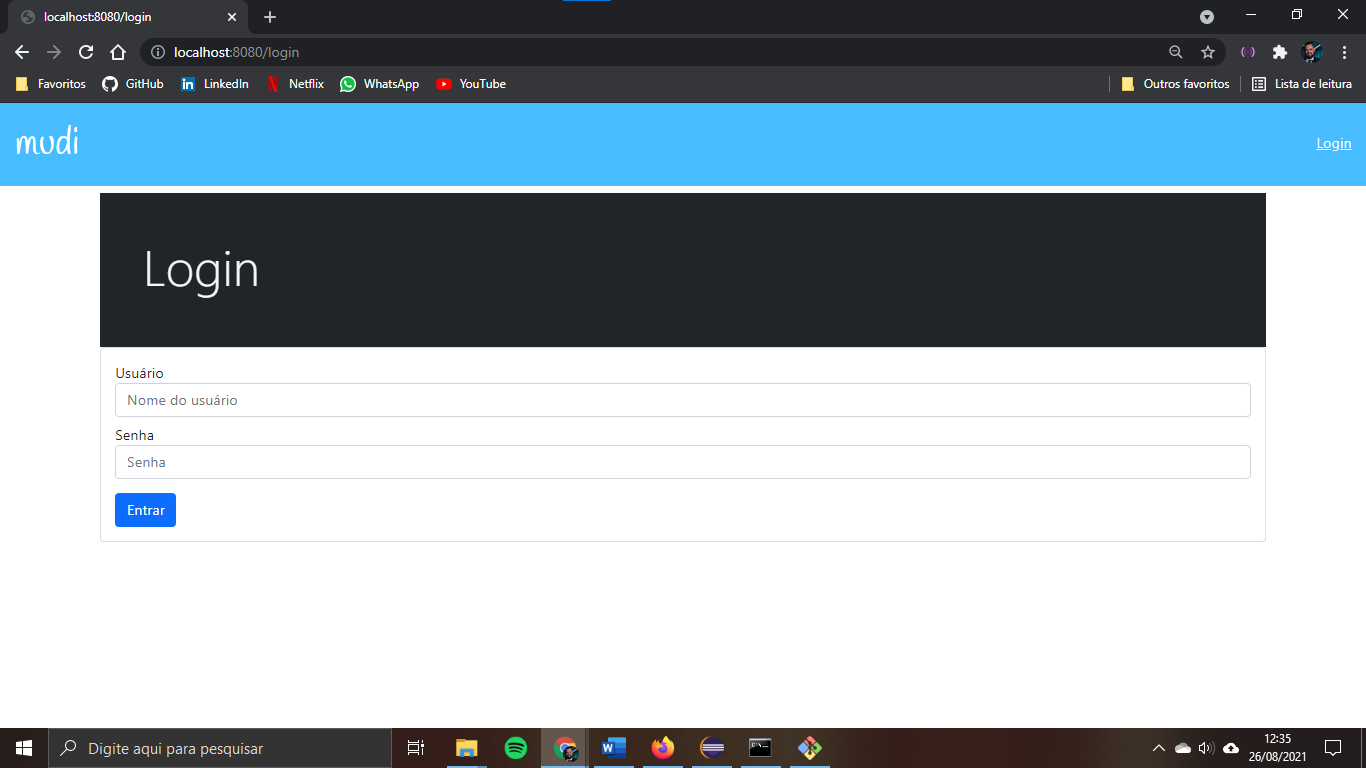 localhost:8080/login
localhost:8080/login
Favoritos GitHub LinkedIn Netflix WhatsApp YouTube Outros favoritos Lista de leitura
mudi Login
Login
Usuário
Nome do usuário
Senha
Senha
Entrar
Digite aqui para pesquisar
12:35
26/08/2021